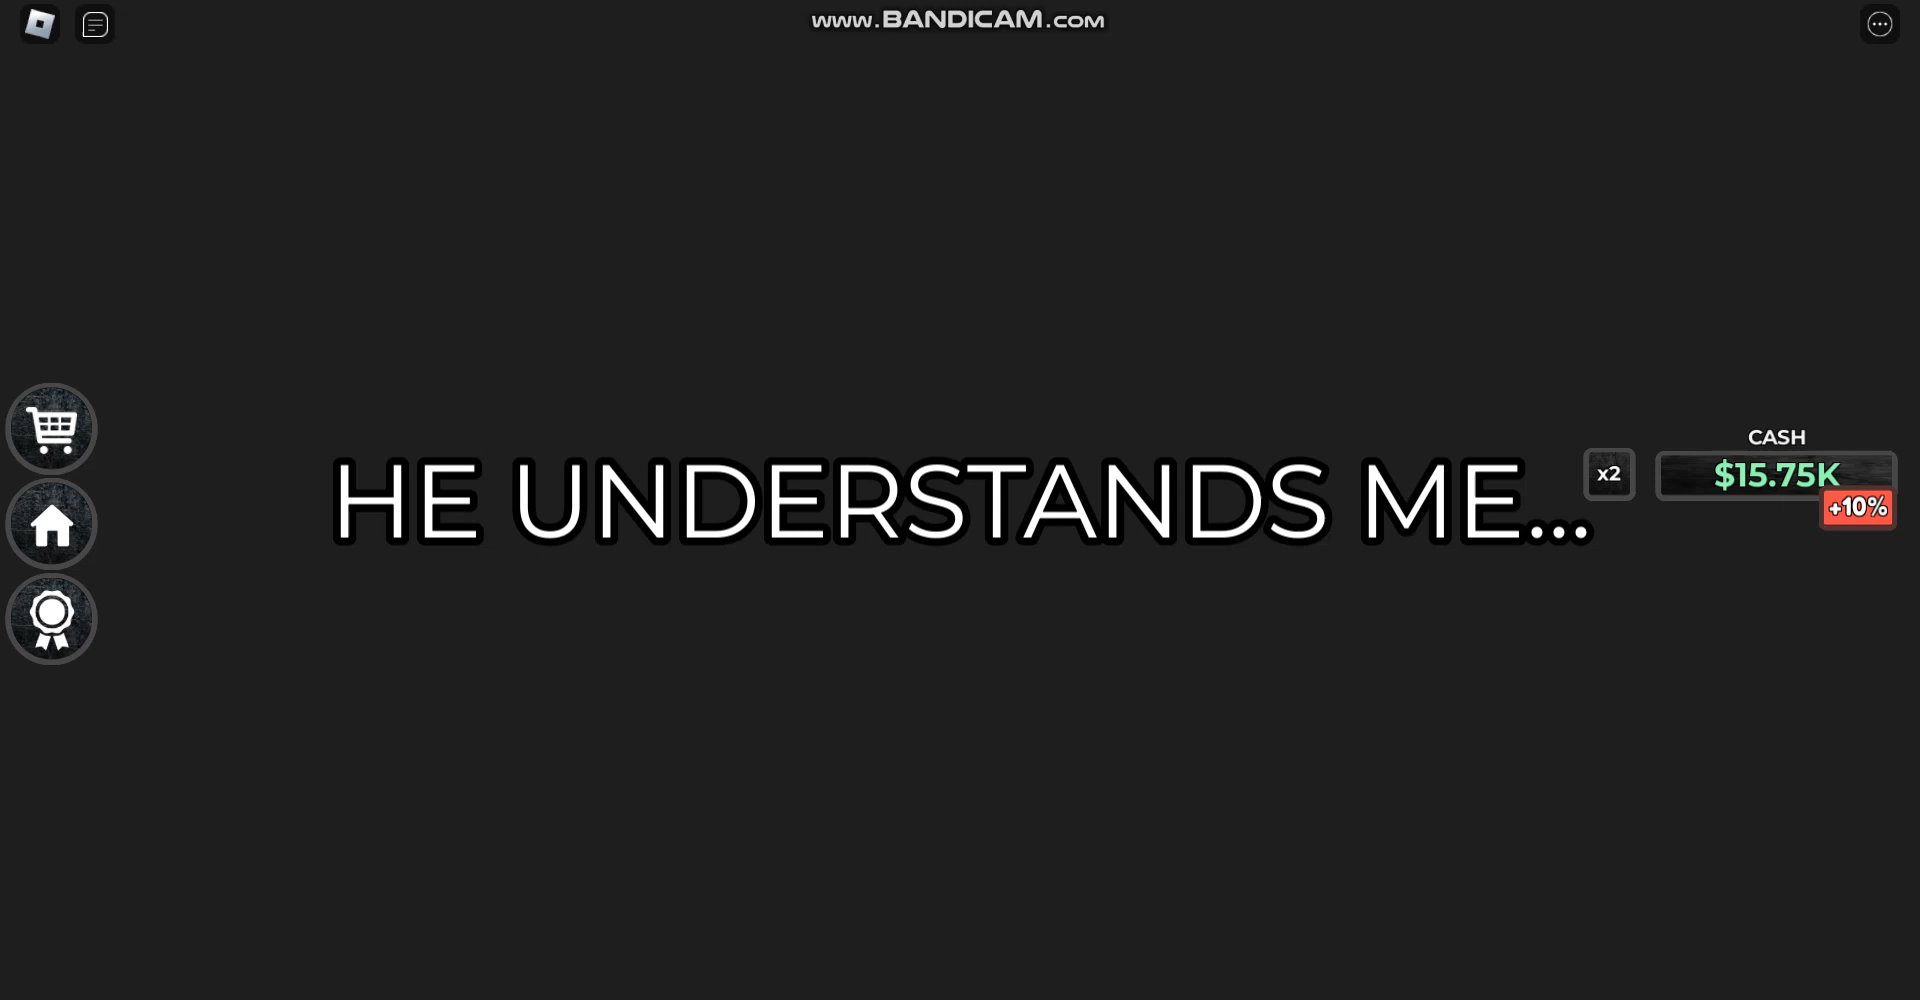 www.BANDICAM.com
CASH
x2
$15.75K
+10%
HE UNDERSTANDS ME...